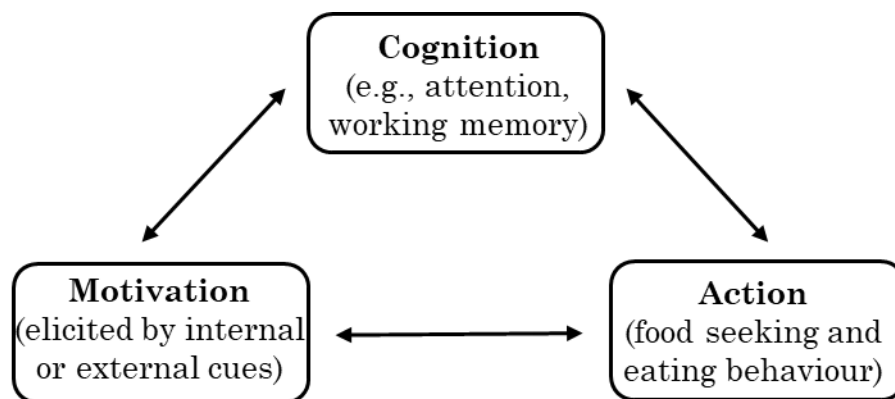 Cognition
(e.g., attention,
working memory)
Motivation
(elicited by internal
or external cues)
Action
(food seeking and
eating behaviour)